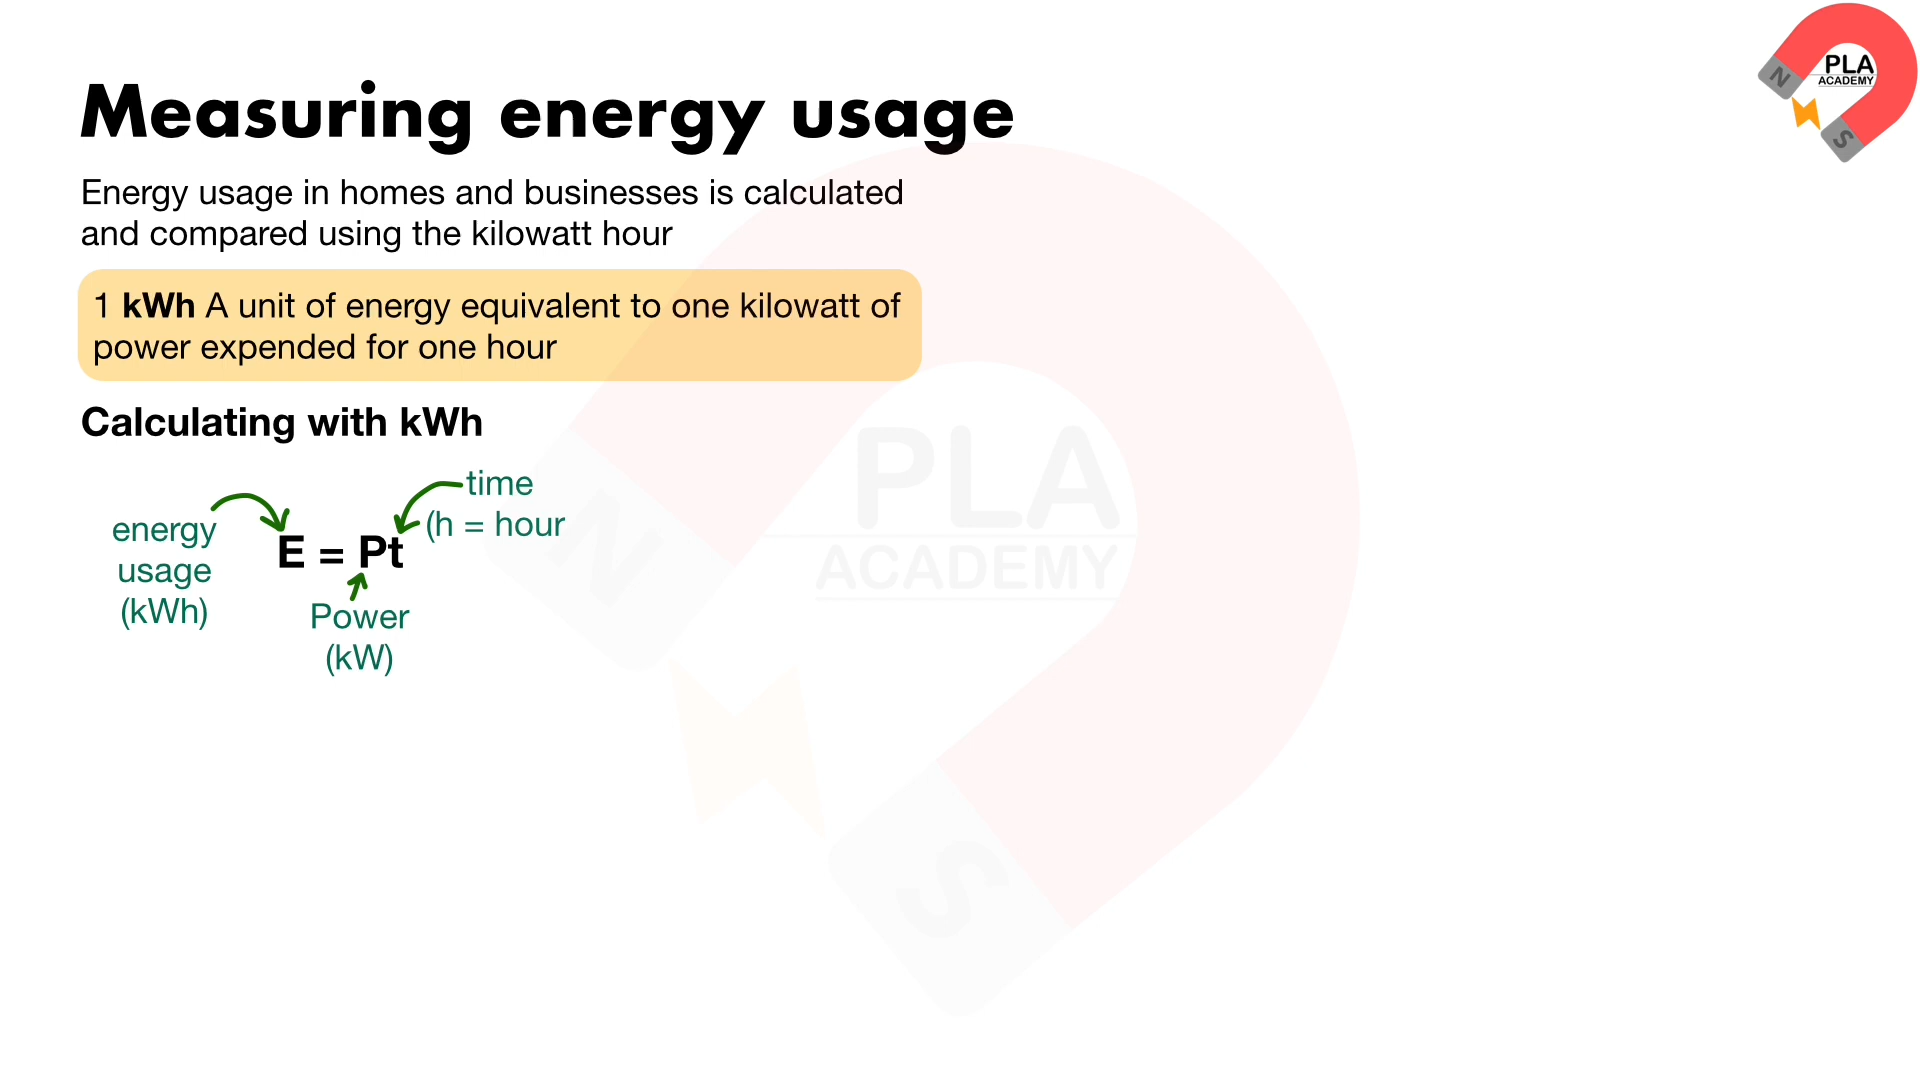 Measuring energy usage
Energy usage in homes and businesses is calculated
and compared using the kilowatt hour
1 kWh A unit of energy equivalent to one kilowatt of
power expended for one hour
Calculating with kWh
time
(h = hour
energy
usage
(kWh)
E = Pt
Power
(kW)
PLA
ACADEMY
N
S
PLA
ACADEMY
N
S